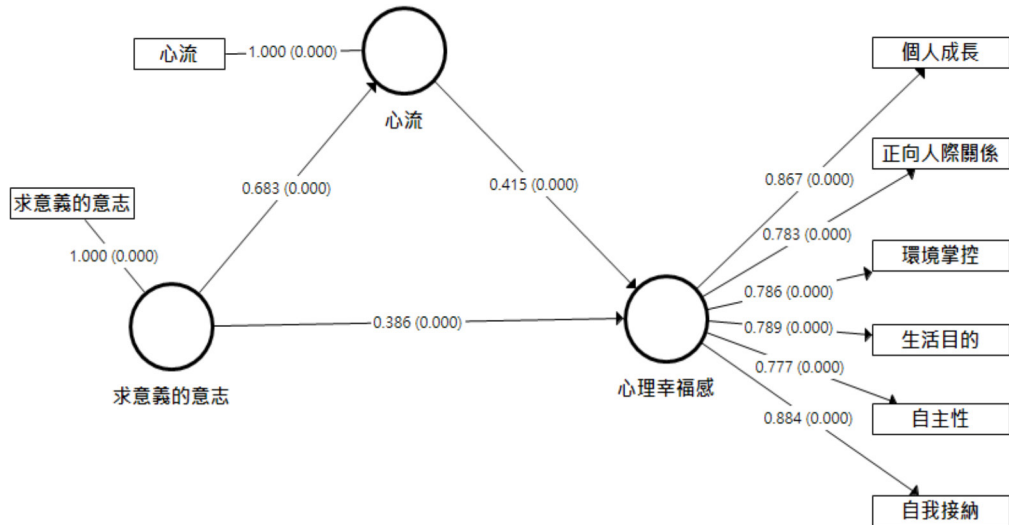 心流
1.000 (0.000)
心流
個人成長
正向人際關係
環境掌控
生活目的
自主性
自我接納
0.867 (0.000)
0.783 (0.000)
0.786 (0.000)
0.789 (0.000)
0.777 (0.000)
0.884 (0.000)
0.683 (0.000)
0.415 (0.000)
求意義的意志
1.000 (0.000)
0.386 (0.000)
求意義的意志
心理幸福感